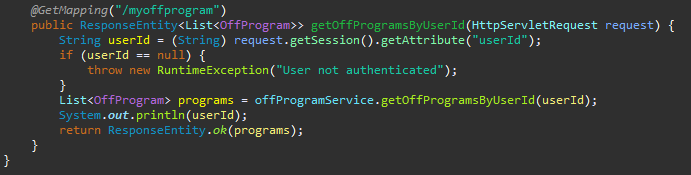 @GetMapping("/myoffprogram")
public ResponseEntity<List<OffProgram>> getOffProgramsByUserId(HttpServletRequest request) {
String userId = (String) request.getSession().getAttribute("userId");
if (userId == null) {
throw new RuntimeException("User not authenticated");
}
List<OffProgram> programs = offProgramService.getOffProgramsByUserId(userId);
System.out.println(userId);
return ResponseEntity.ok(programs);
}
}